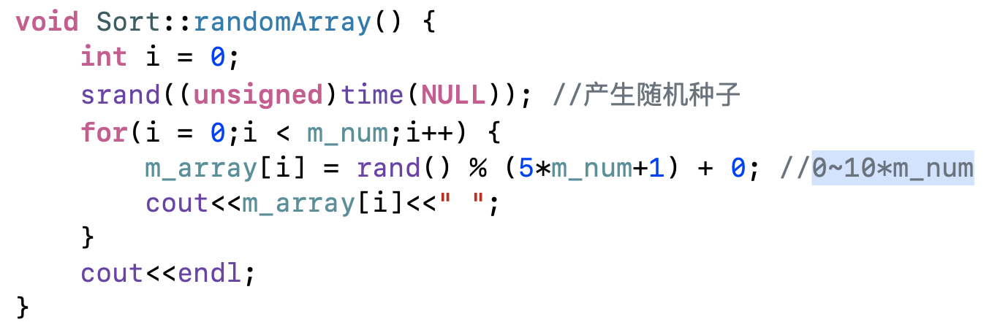 void Sort::randomArray() {
    int i = 0;
    srand((unsigned)time(NULL)); //产生随机种子
    for(i = 0;i < m_num;i++) {
        m_array[i] = rand() % (5*m_num+1) + 0; //0~10*m_num
        cout<<m_array[i]<<" ";
    }
    cout<<endl;
}